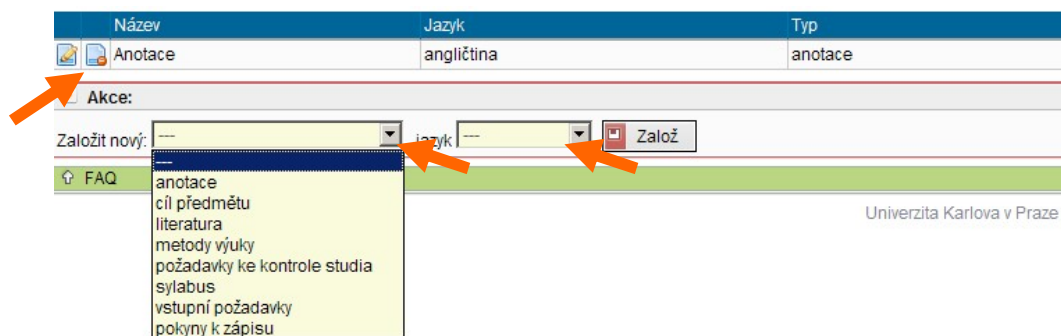 Název Jazyk Typ
Anotace angličtina anotace
Akce:
Založit nový: --- jazyk --- Založ
---
FAQ
anotace
cíl předmětu
literatura
metody výuky
požadavky ke kontrole studia
sylabus
vstupní požadavky
pokyny k zápisu
Univerzita Karlova v Praze